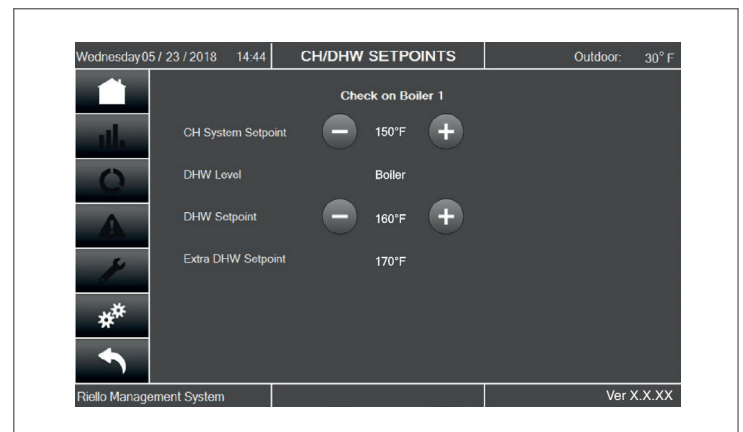 Wednesday 05 / 23 / 2018 14:44 CH/DHW SETPOINTS Outdoor: 30° F
Check on Boiler 1
CH System Setpoint 150°F
DHW Level Boiler
DHW Setpoint 160°F
Extra DHW Setpoint 170°F
Riello Management System Ver X.X.XX